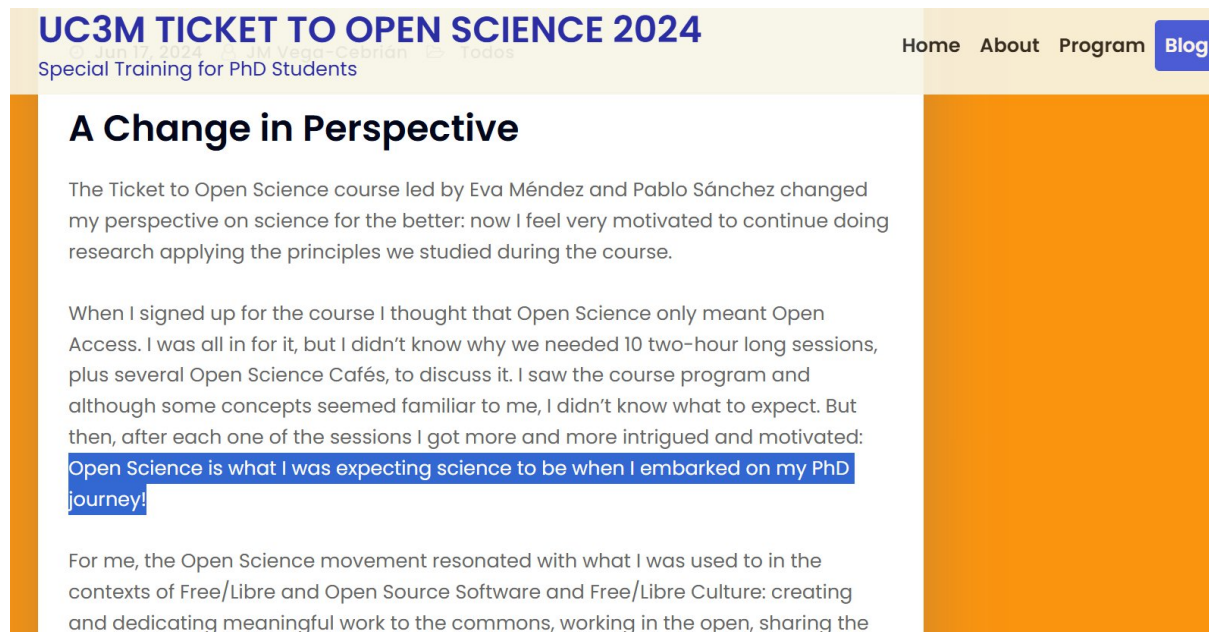 UC3M TICKET TO OPEN SCIENCE 2024
Jun 17, 2024 JM Vega-Cebrián Todos
Special Training for PhD Students
Home About Program Blog
A Change in Perspective
The Ticket to Open Science course led by Eva Méndez and Pablo Sánchez changed
my perspective on science for the better: now I feel very motivated to continue doing
research applying the principles we studied during the course.
When I signed up for the course I thought that Open Science only meant Open
Access. I was all in for it, but I didn’t know why we needed 10 two-hour long sessions,
plus several Open Science Cafés, to discuss it. I saw the course program and
although some concepts seemed familiar to me, I didn’t know what to expect. But
then, after each one of the sessions I got more and more intrigued and motivated:
Open Science is what I was expecting science to be when I embarked on my PhD
journey!
For me, the Open Science movement resonated with what I was used to in the
contexts of Free/Libre and Open Source Software and Free/Libre Culture: creating
and dedicating meaningful work to the commons, working in the open, sharing the